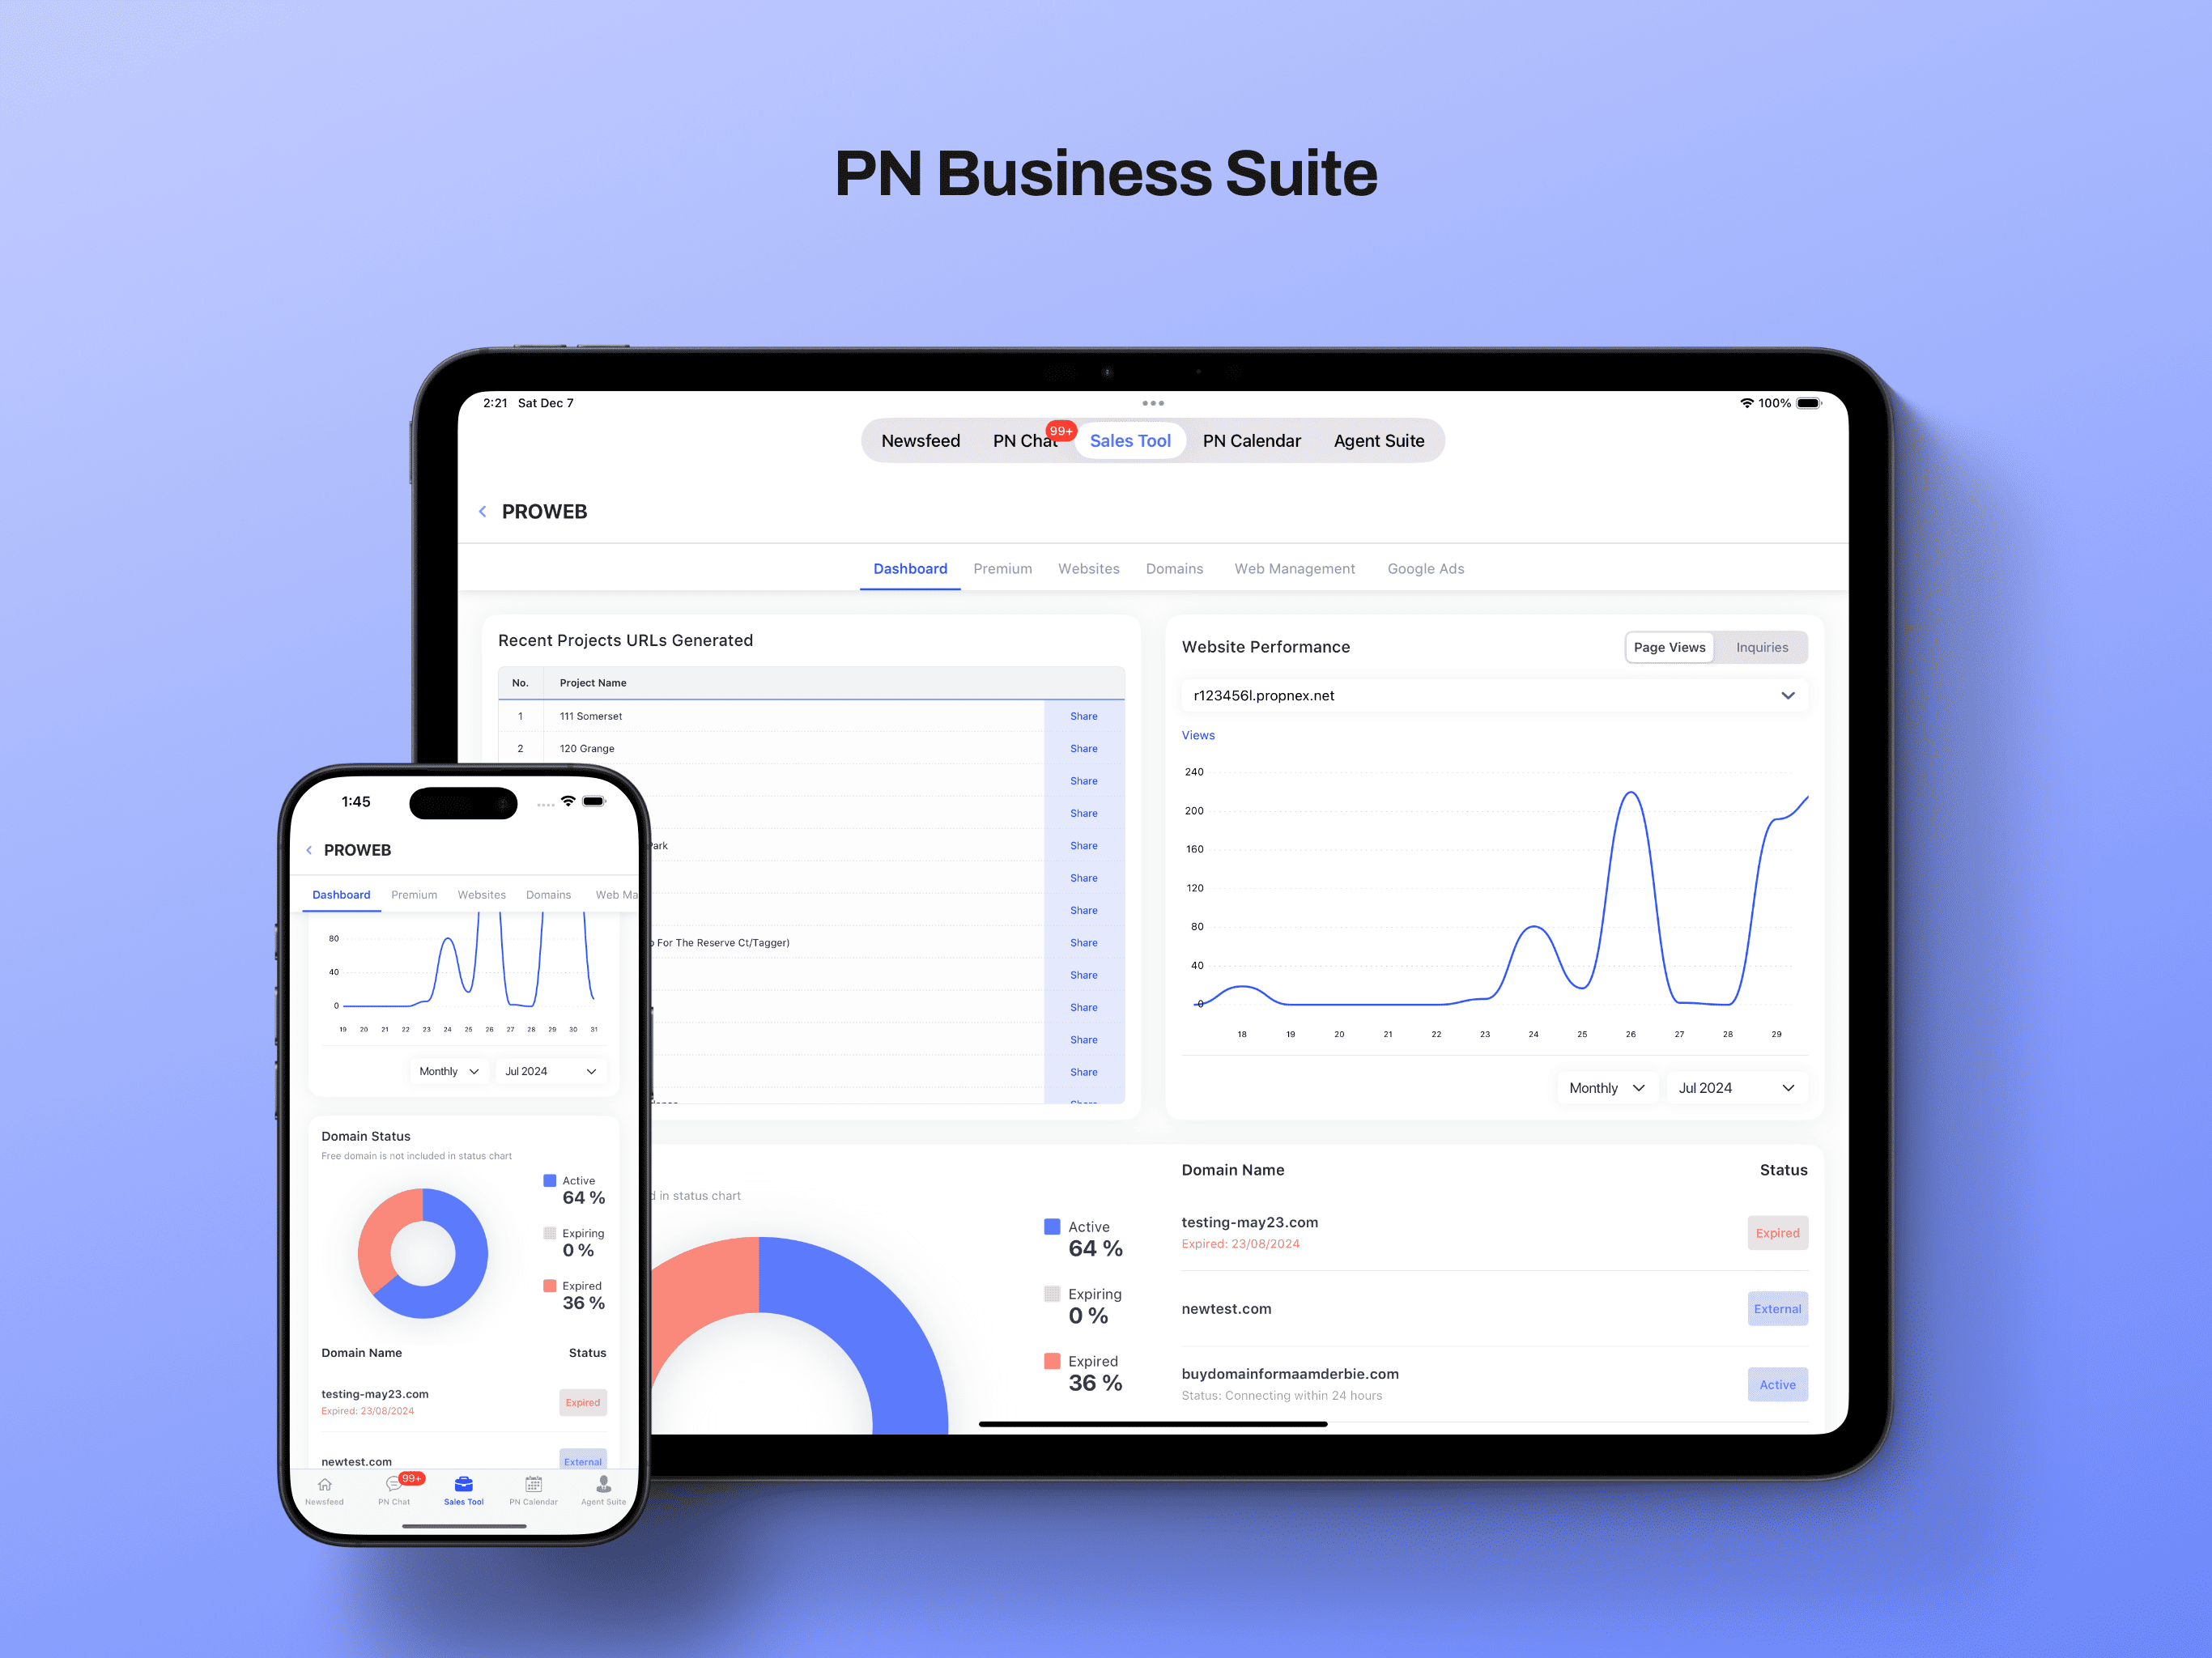 PN Business Suite
2:21 Sat Dec 7
100%
Newsfeed PN Chat 99+ Sales Tool PN Calendar Agent Suite
PROWEB
Dashboard Premium Websites Domains Web Management Google Ads
Recent Projects URLs Generated
No. Project Name
1 111 Somerset Share
2 120 Grange Share
Share
Share
Park Share
Share
Share
p For The Reserve Ct/Tagger) Share
Share
Share
Share
Share
Website Performance
Page Views Inquiries
r123456l.propnex.net
Views
240
200
160
120
80
40
0
18 19 20 21 22 23 24 25 26 27 28 29
Monthly Jul 2024
d in status chart
Active
64 %
Expiring
0 %
Expired
36 %
Domain Name Status
testing-may23.com Expired
Expired: 23/08/2024
newtest.com External
buydomainformaamderbie.com Active
Status: Connecting within 24 hours
1:45
PROWEB
Dashboard Premium Websites Domains Web Ma
80
40
0
19 20 21 22 23 24 25 26 27 28 29 30 31
Monthly Jul 2024
Domain Status
Free domain is not included in status chart
Active
64 %
Expiring
0 %
Expired
36 %
Domain Name Status
testing-may23.com Expired
Expired: 23/08/2024
newtest.com External
99+
Newsfeed PN Chat Sales Tool PN Calendar Agent Suite